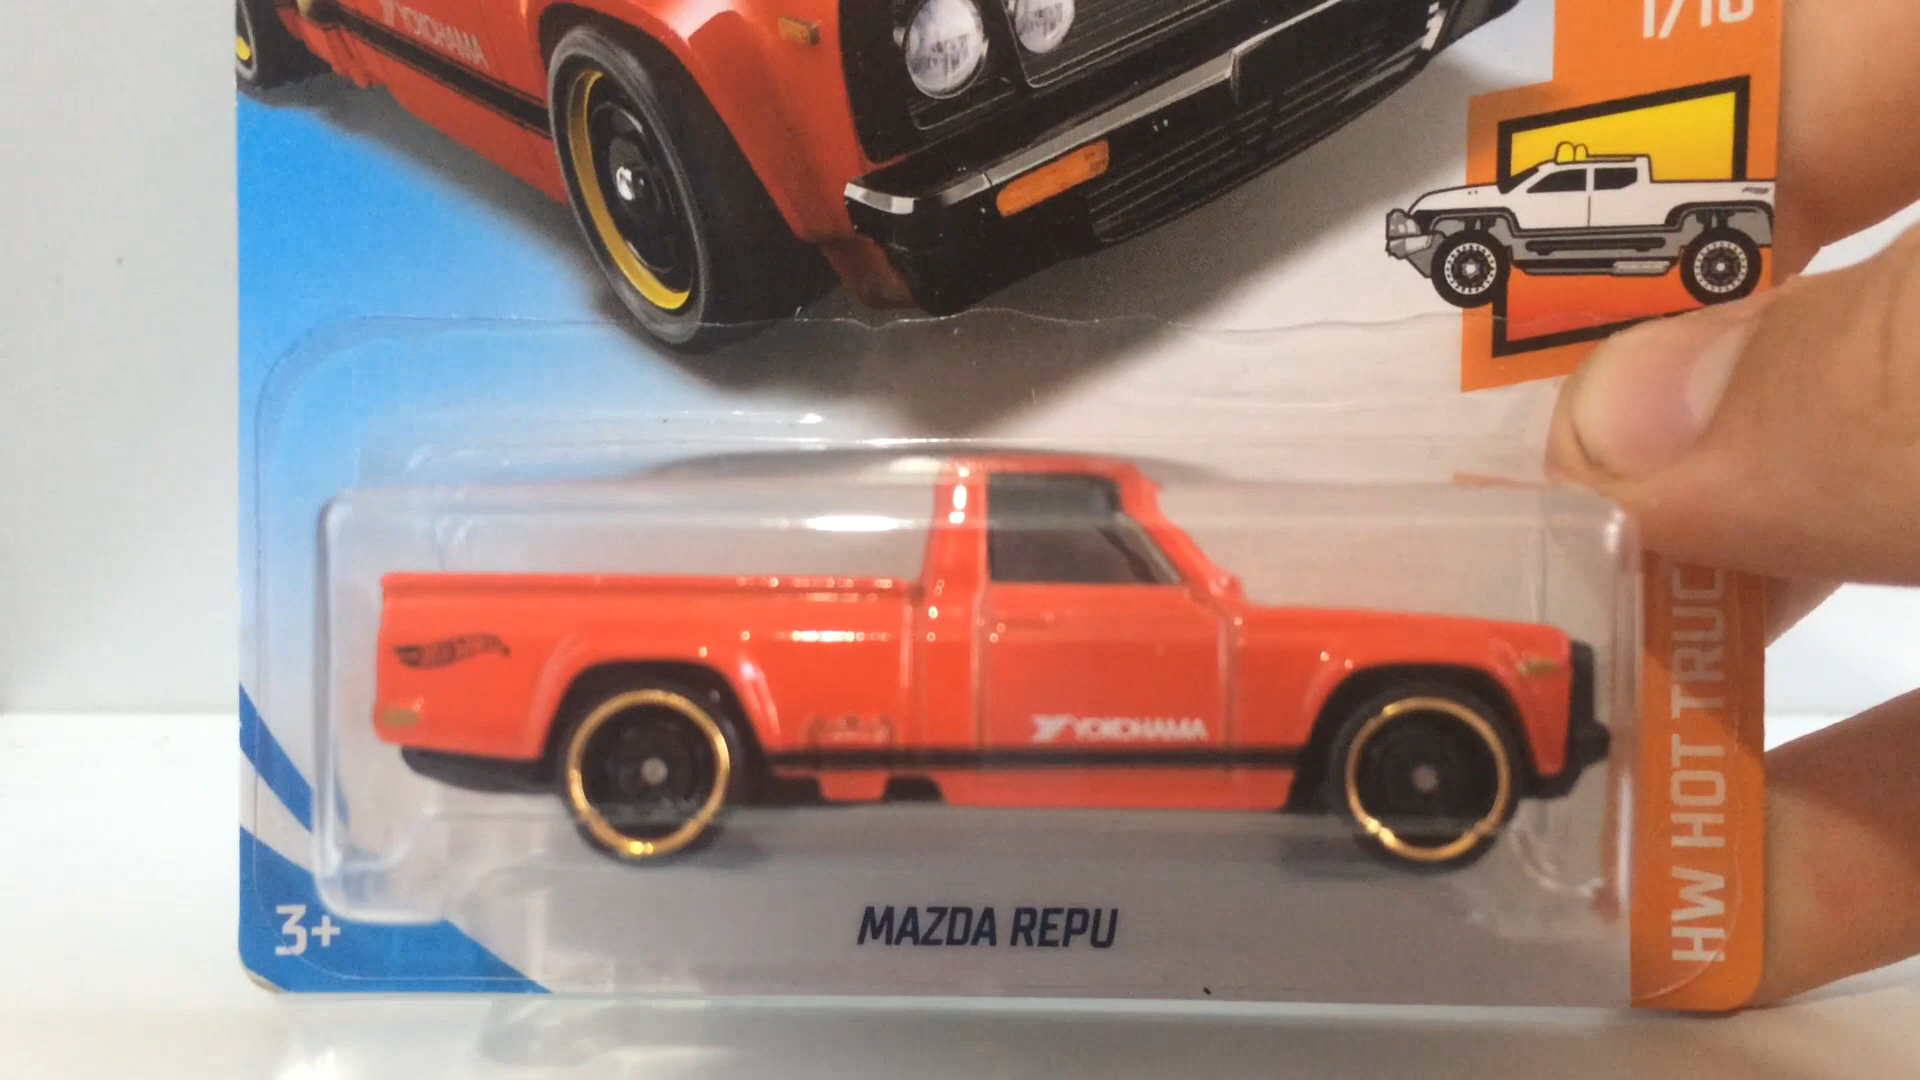 YOKOHAMA
1/10
YOKOHAMA
HW HOT TRUC
3+
MAZDA REPU